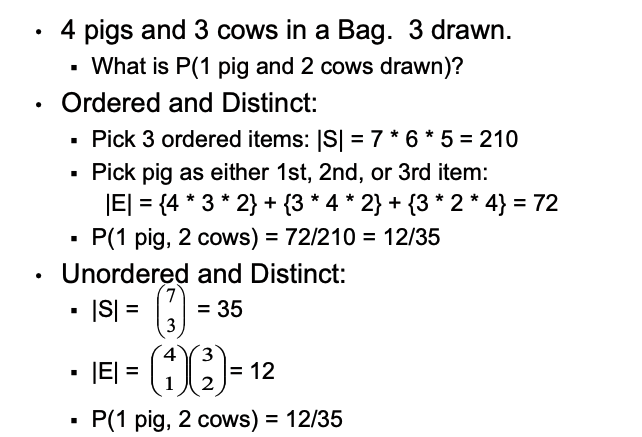 • 4 pigs and 3 cows in a Bag. 3 drawn.
▪ What is P(1 pig and 2 cows drawn)?
• Ordered and Distinct:
▪ Pick 3 ordered items: |S| = 7 * 6 * 5 = 210
▪ Pick pig as either 1st, 2nd, or 3rd item:
|E| = {4 * 3 * 2} + {3 * 4 * 2} + {3 * 2 * 4} = 72
▪ P(1 pig, 2 cows) = 72/210 = 12/35
• Unordered and Distinct:
▪ |S| = (7 3) = 35
▪ |E| = (4 1)(3 2) = 12
▪ P(1 pig, 2 cows) = 12/35